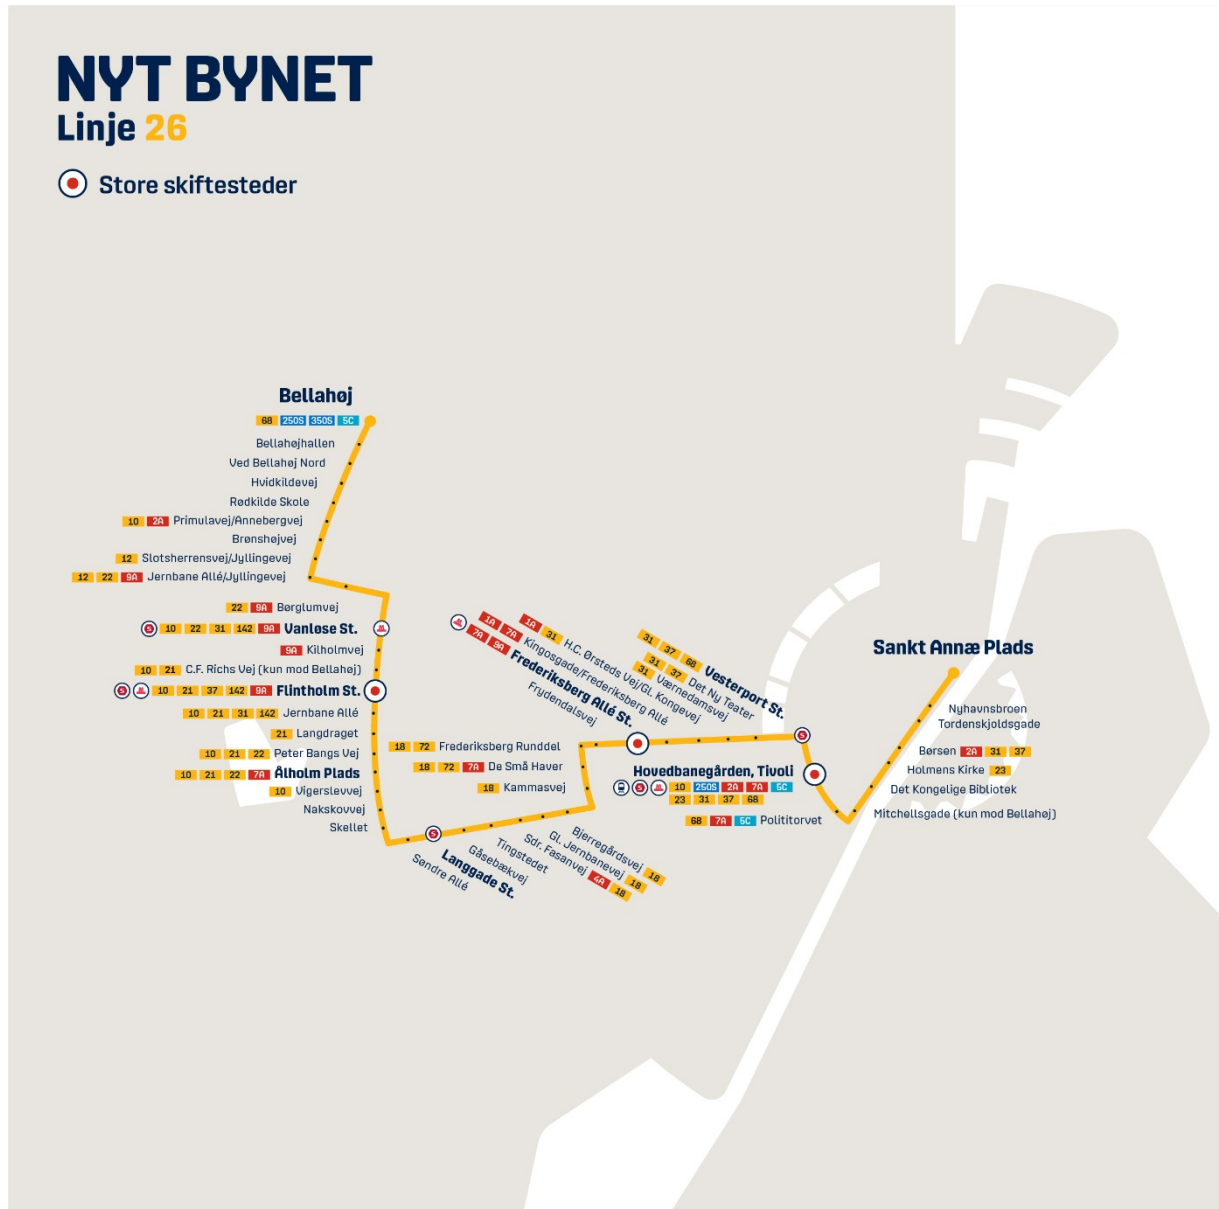 NYT BYNET
Linje 26
Store skiftesteder
Bellahøj
68 250S 350S 5C
Bellahøjhallen
Ved Bellahøj Nord
Hvidkildevej
Rødkilde Skole
10 2A Primulavej/Annebergvej
Brønshøjvej
12 Slotsherrensvej/Jyllingevej
12 22 9A Jernbane Allé/Jyllingevej
22 9A Børglumvej
S 10 22 31 142 9A Vanløse St.
9A Kilholmvej
10 21 C.F. Richs Vej (kun mod Bellahøj)
S 10 21 37 142 9A Flintholm St.
10 21 31 142 Jernbane Allé
21 Langdraget
10 21 22 Peter Bangs Vej
10 21 22 7A Ålholm Plads
10 Vigerslevvej
Nakskovvej
Skellet
Søndre Allé
S
Langgade St.
Gåsebækvej
Tingstedet
Sdr. Fasanvej 4A 18
Gl. Jernbanevej 18
Bjerregårdsvej 18
18 Kammasvej
18 72 7A De Små Haver
18 72 Frederiksberg Runddel
Frydendalsvej
7A 9A Frederiksberg Allé St.
1A 7A Kingosgade/Frederiksberg Allé
1A 31 H.C. Ørsteds Vej/Gl. Kongevej
31 Værnedamsvej
31 37 Det Ny Teater
31 37 68 Vesterport St.
S
Hovedbanegården, Tivoli
S 10 250S 2A 7A 5C
23 31 37 68
68 7A 5C Polititorvet
Mitchellsgade (kun mod Bellahøj)
Det Kongelige Bibliotek
Holmens Kirke 23
Børsen 2A 31 37
Tordenskjoldsgade
Nyhavnsbroen
Sankt Annæ Plads